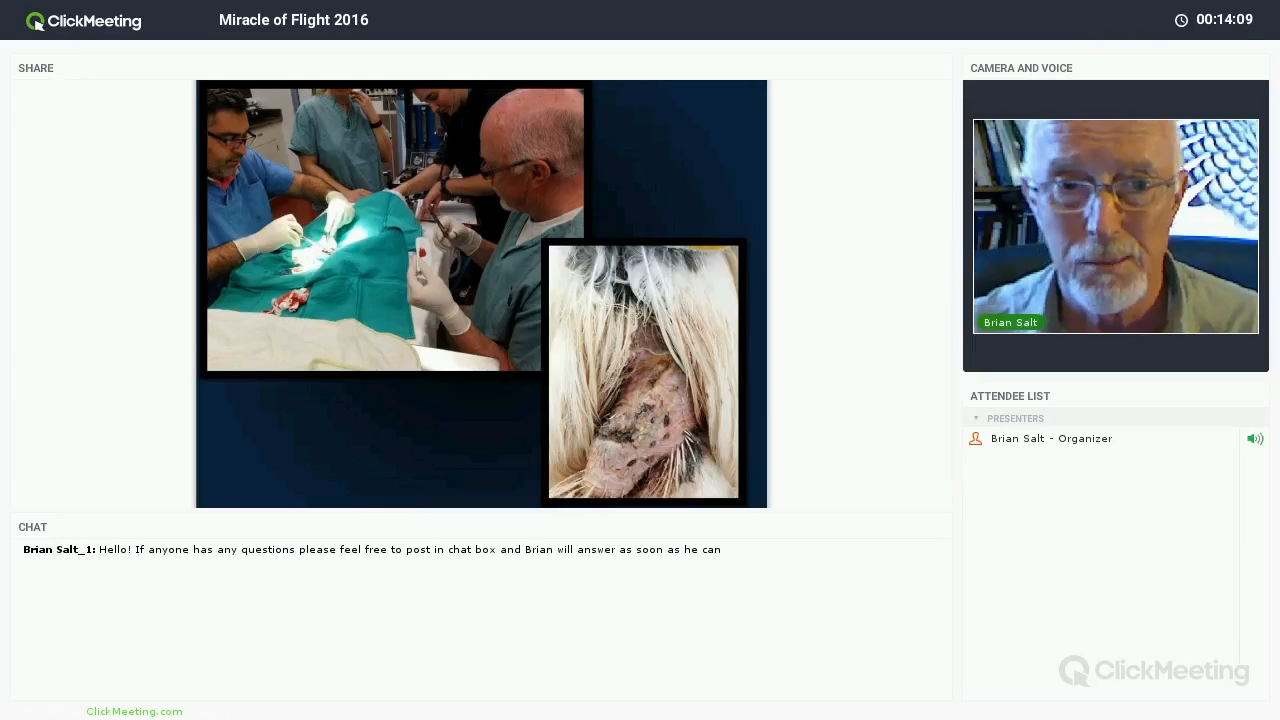 ClickMeeting
Miracle of Flight 2016
00:14:09
SHARE
CAMERA AND VOICE
Brian Salt
ATTENDEE LIST
PRESENTERS
Brian Salt - Organizer
CHAT
Brian Salt_1: Hello! If anyone has any questions please feel free to post in chat box and Brian will answer as soon as he can
ClickMeeting
ClickMeeting.com